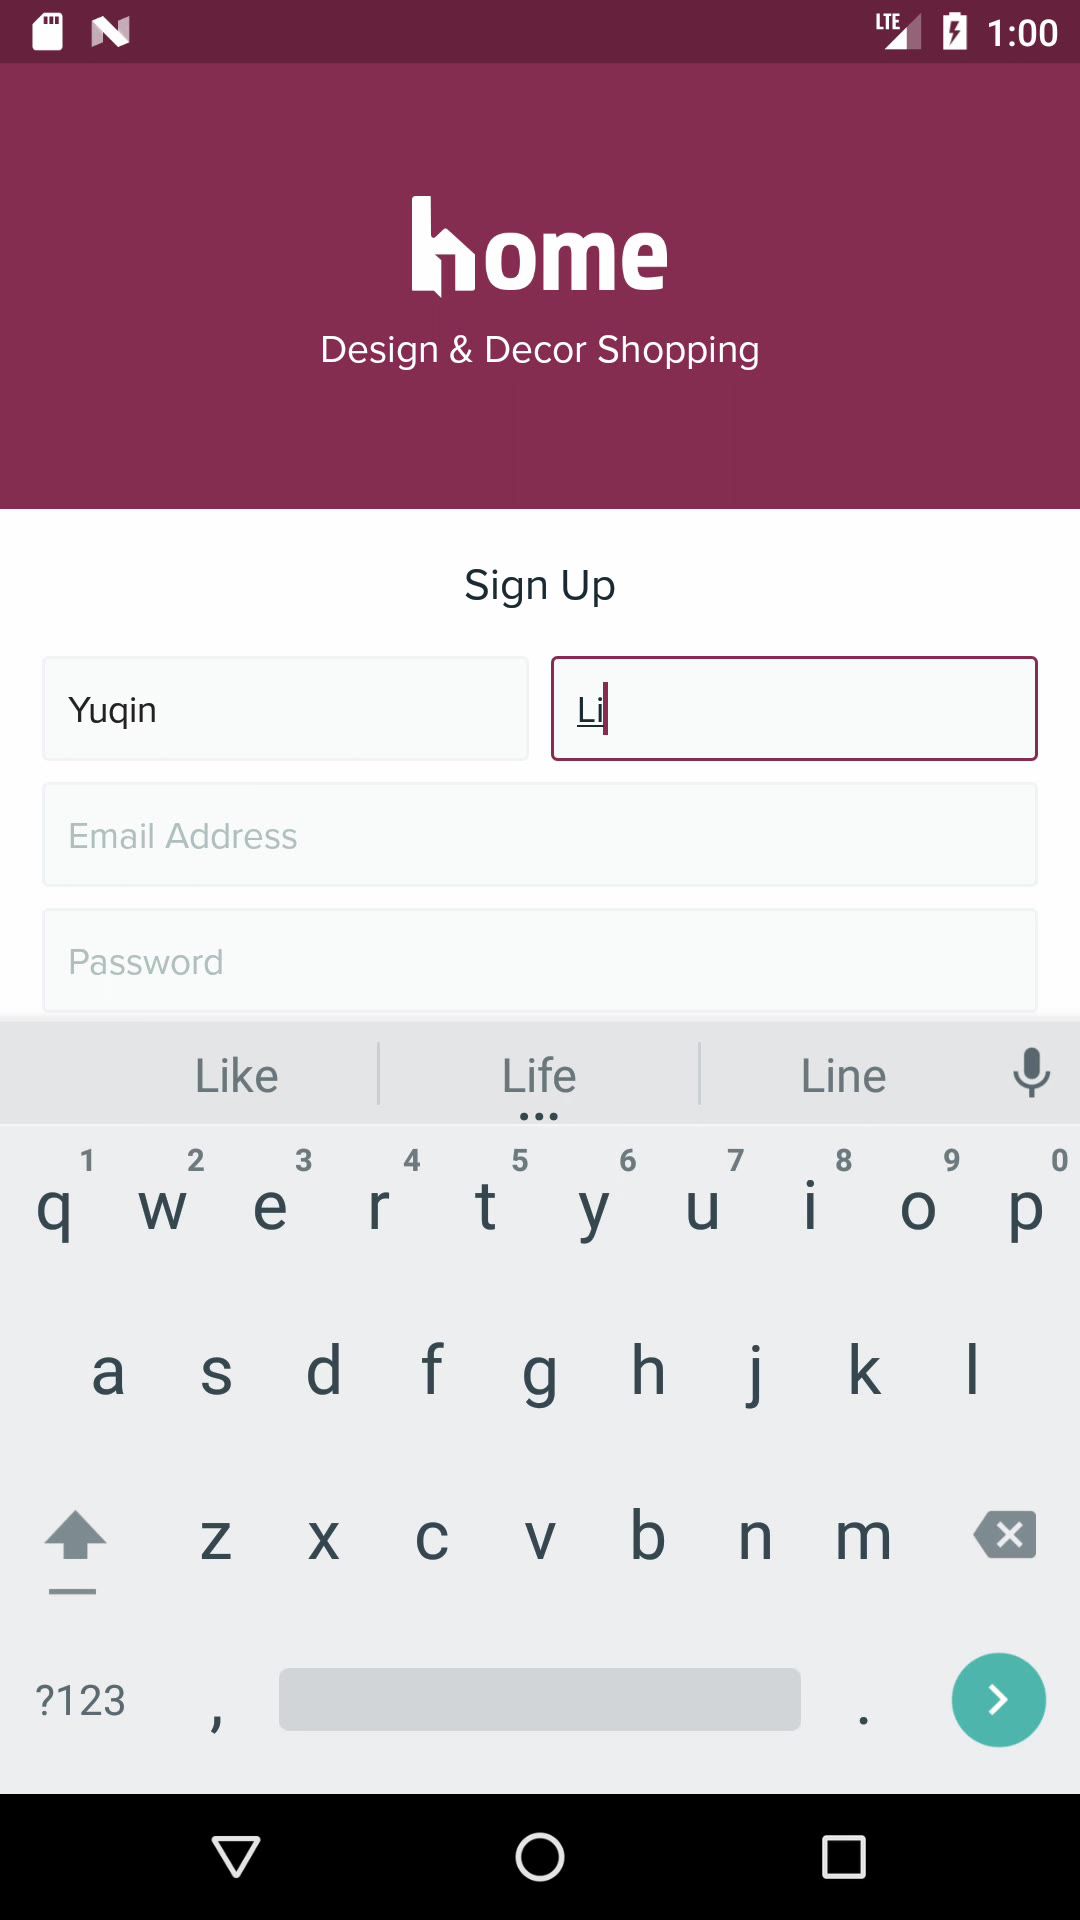 LTE 1:00
home
Design & Decor Shopping
Sign Up
Yuqin Li
Email Address
Password
Like Life Line
1 2 3 4 5 6 7 8 9 0
q w e r t y u i o p
a s d f g h j k l
z x c v b n m
?123 , .